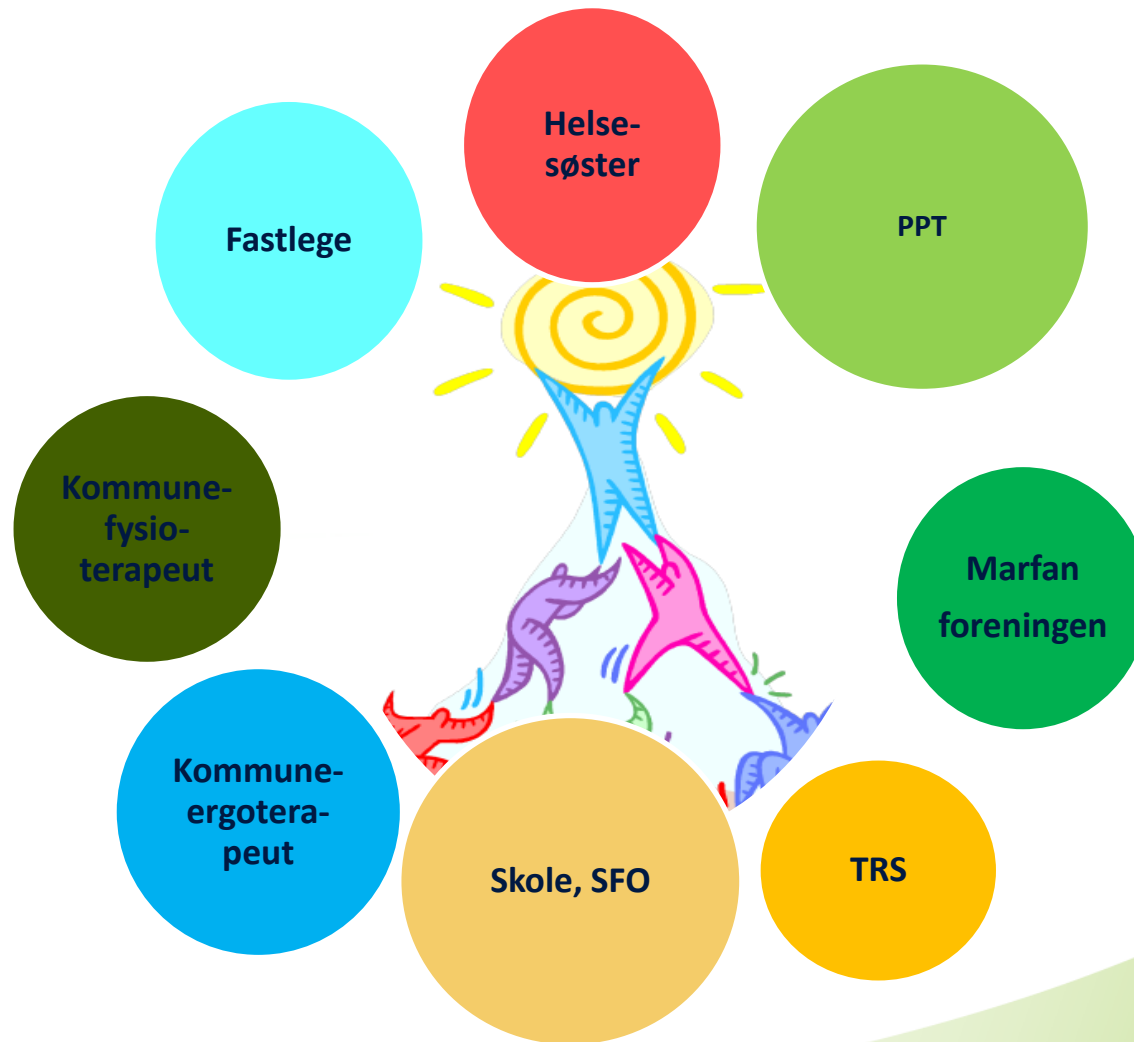 Helse-
søster
PPT
Fastlege
Kommune-
fysio-
terapeut
Marfan
foreningen
Kommune-
ergotera-
peut
Skole, SFO
TRS